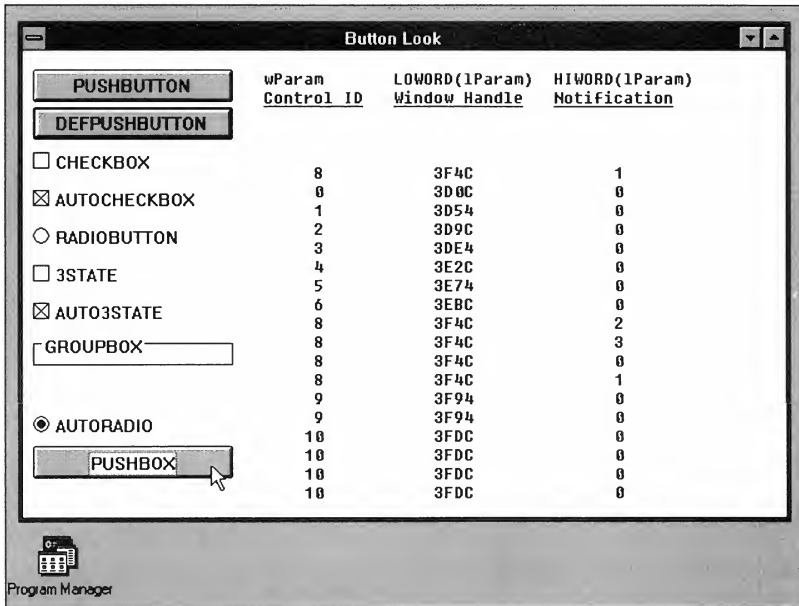 Button Look
PUSHBUTTON
DEFPUSHBUTTON
CHECKBOX
AUTOCHECKBOX
RADIOBUTTON
3STATE
AUTO3STATE
GROUPBOX
AUTORADIO
PUSHBOX
wParam LOWORD(lParam) HIWORD(lParam)
Control ID Window Handle Notification
8 3F4C 1
0 3D0C 0
1 3D54 0
2 3D9C 0
3 3DE4 0
4 3E2C 0
5 3E74 0
6 3EBC 0
8 3F4C 2
8 3F4C 3
8 3F4C 0
8 3F4C 1
9 3F94 0
9 3F94 0
10 3FDC 0
10 3FDC 0
10 3FDC 0
10 3FDC 0
Program Manager